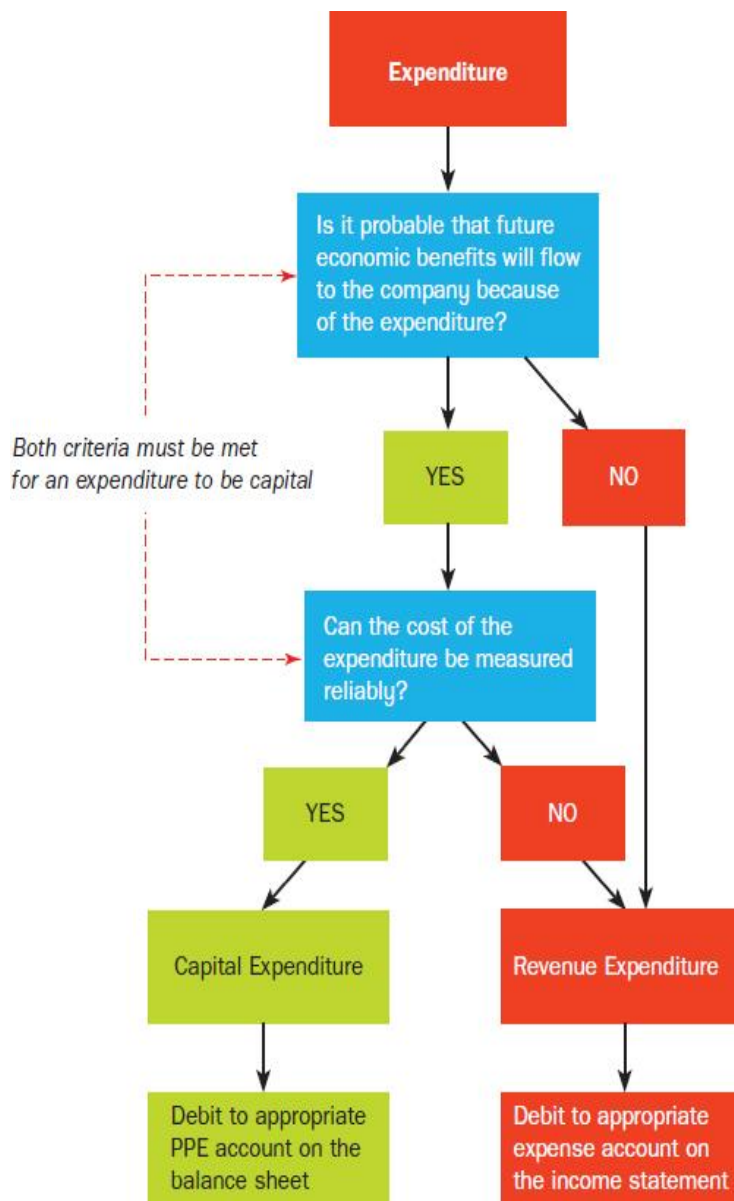 Expenditure
Is it probable that future
economic benefits will flow
to the company because
of the expenditure?
Both criteria must be met
for an expenditure to be capital
YES
NO
Can the cost of the
expenditure be measured
reliably?
YES
NO
Capital Expenditure
Revenue Expenditure
Debit to appropriate
PPE account on the
balance sheet
Debit to appropriate
expense account on
the income statement